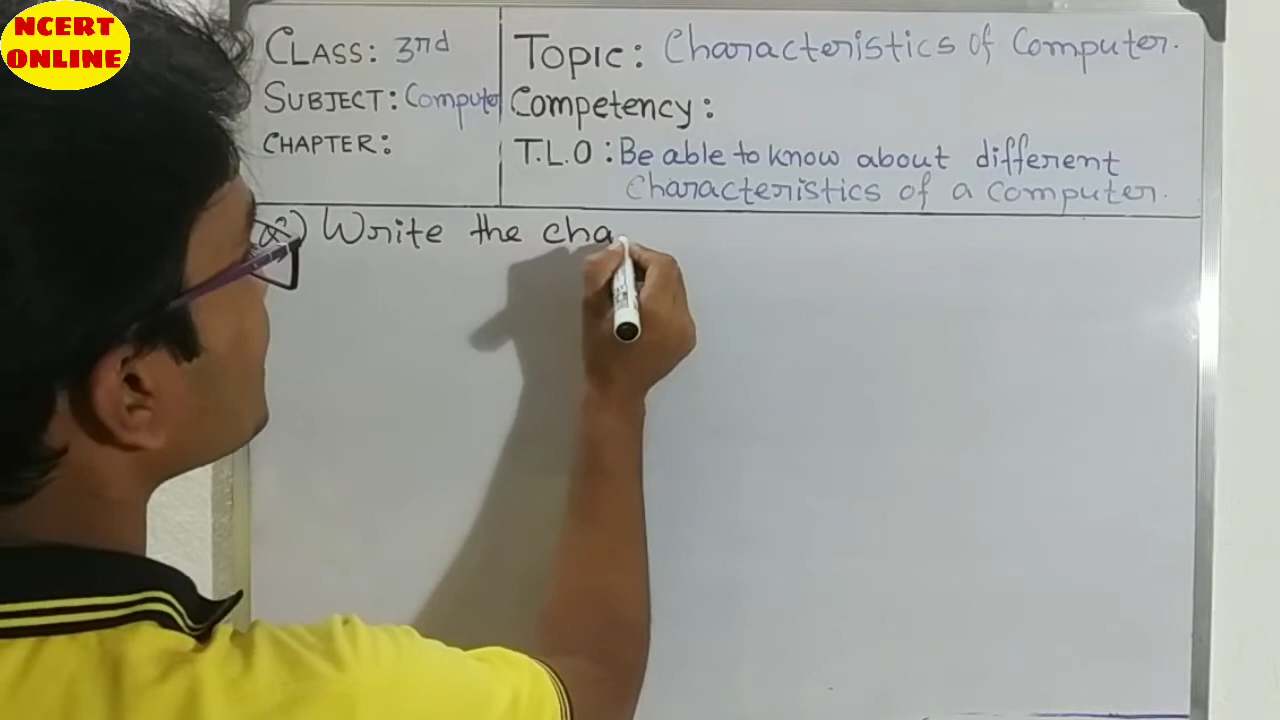 NCERT
ONLINE
CLASS: 3rd
SUBJECT: Computer
CHAPTER:
Topic: Characteristics of Computer.
Competency:
T.L.O: Be able to know about different
characteristics of a computer.
Write the cha